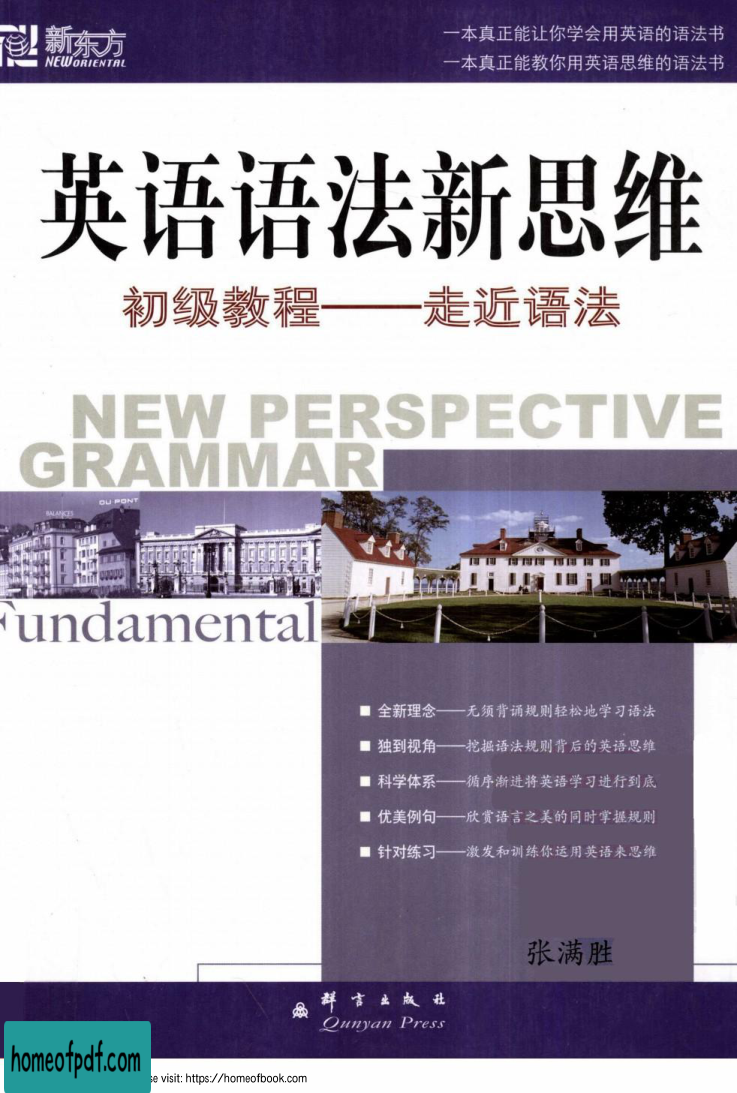 新东方
NEW ORIENTAL
一本真正能让你学会用英语的语法书
一本真正能教你用英语思维的语法书
英语语法新思维
初级教程——走近语法
NEW PERSPECTIVE
GRAMMAR
BALANCES
DU PONT
Fundamental
■ 全新理念——无须背诵规则轻松地学习语法
■ 独到视角——挖掘语法规则背后的英语思维
■ 科学体系——循序渐进将英语学习进行到底
■ 优美例句——欣赏语言之美的同时掌握规则
■ 针对练习——激发和训练你运用英语来思维
张满胜
群言出版社
Qunyan Press
homeofpdf.com
se visit: https://homeofbook.com